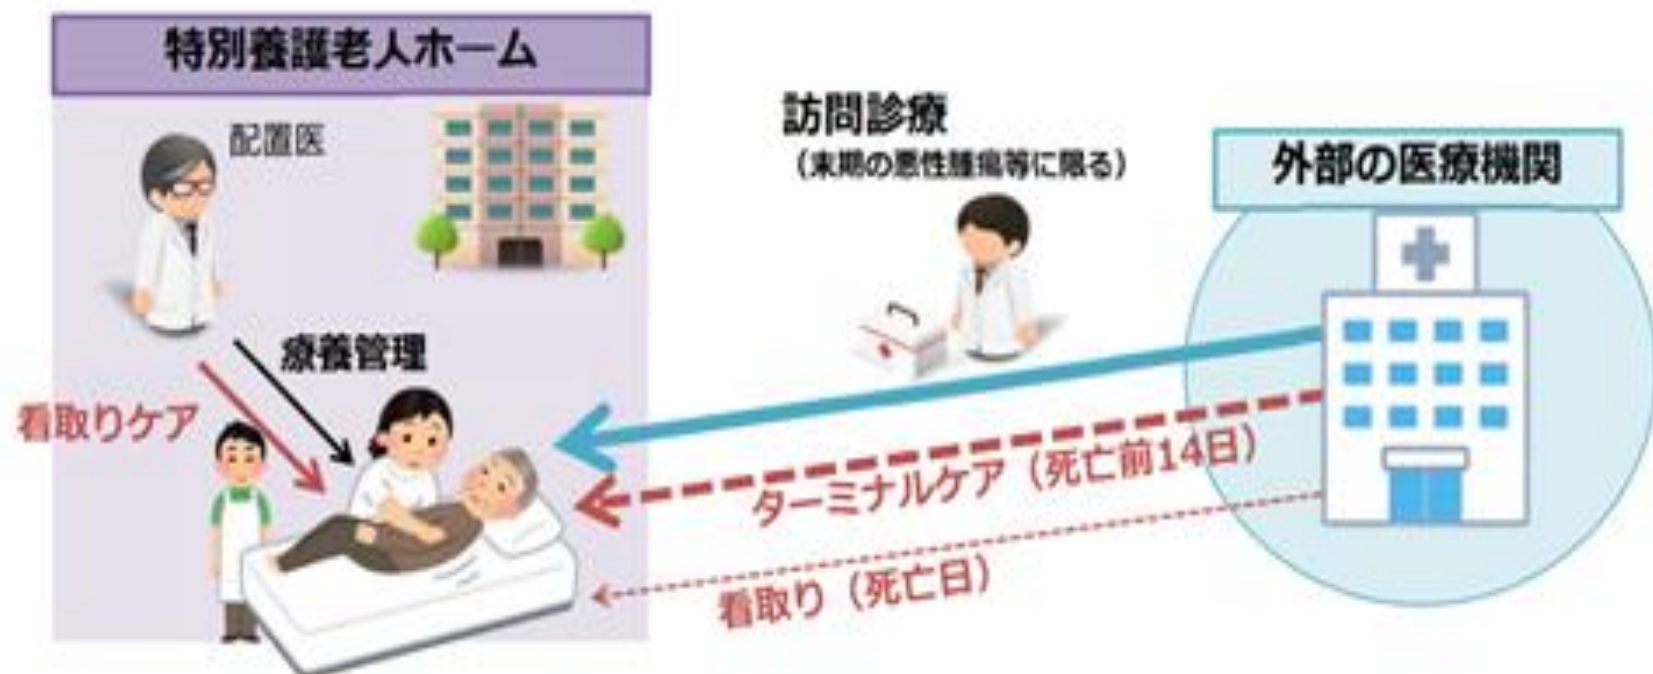 特別養護老人ホーム
配置医
訪問診療
（末期の悪性腫瘍等に限る）
外部の医療機関
療養管理
看取りケア
ターミナルケア（死亡前14日）
看取り（死亡日）